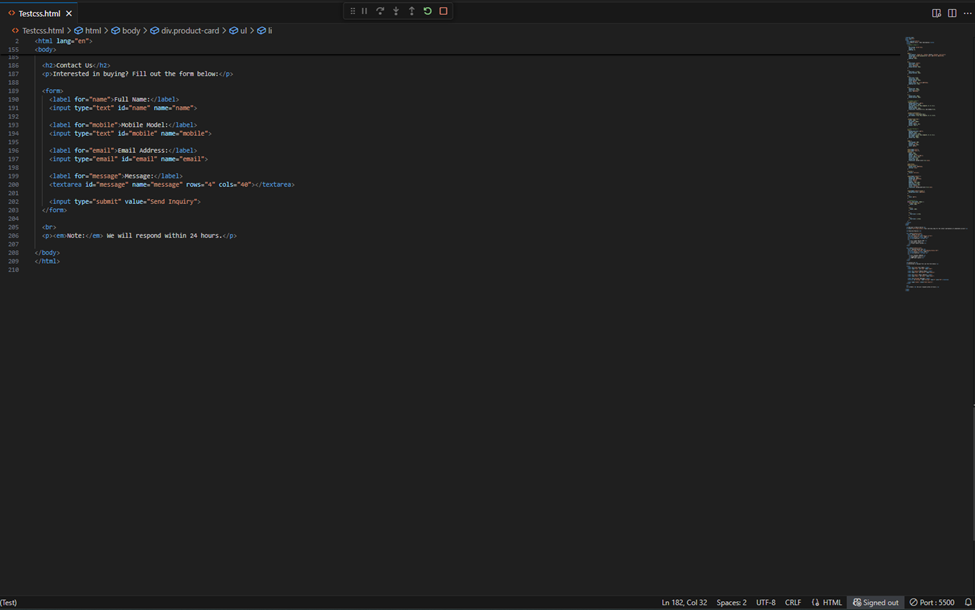 Testcss.html
Testcss.html > html > body > div.product-card > ul > li
2 <html lang="en">
155 <body>
185
186 <h2>Contact Us</h2>
187 <p>Interested in buying? Fill out the form below:</p>
188
189 <form>
190 <label for="name">Full Name:</label>
191 <input type="text" id="name" name="name">
192
193 <label for="mobile">Mobile Model:</label>
194 <input type="text" id="mobile" name="mobile">
195
196 <label for="email">Email Address:</label>
197 <input type="email" id="email" name="email">
198
199 <label for="message">Message:</label>
200 <textarea id="message" name="message" rows="4" cols="40"></textarea>
201
202 <input type="submit" value="Send Inquiry">
203 </form>
204
205 <br>
206 <p><em>Note:</em> We will respond within 24 hours.</p>
207
208 </body>
209 </html>
210
(Test) Ln 182, Col 32 Spaces: 2 UTF-8 CRLF HTML Signed out Port : 5500